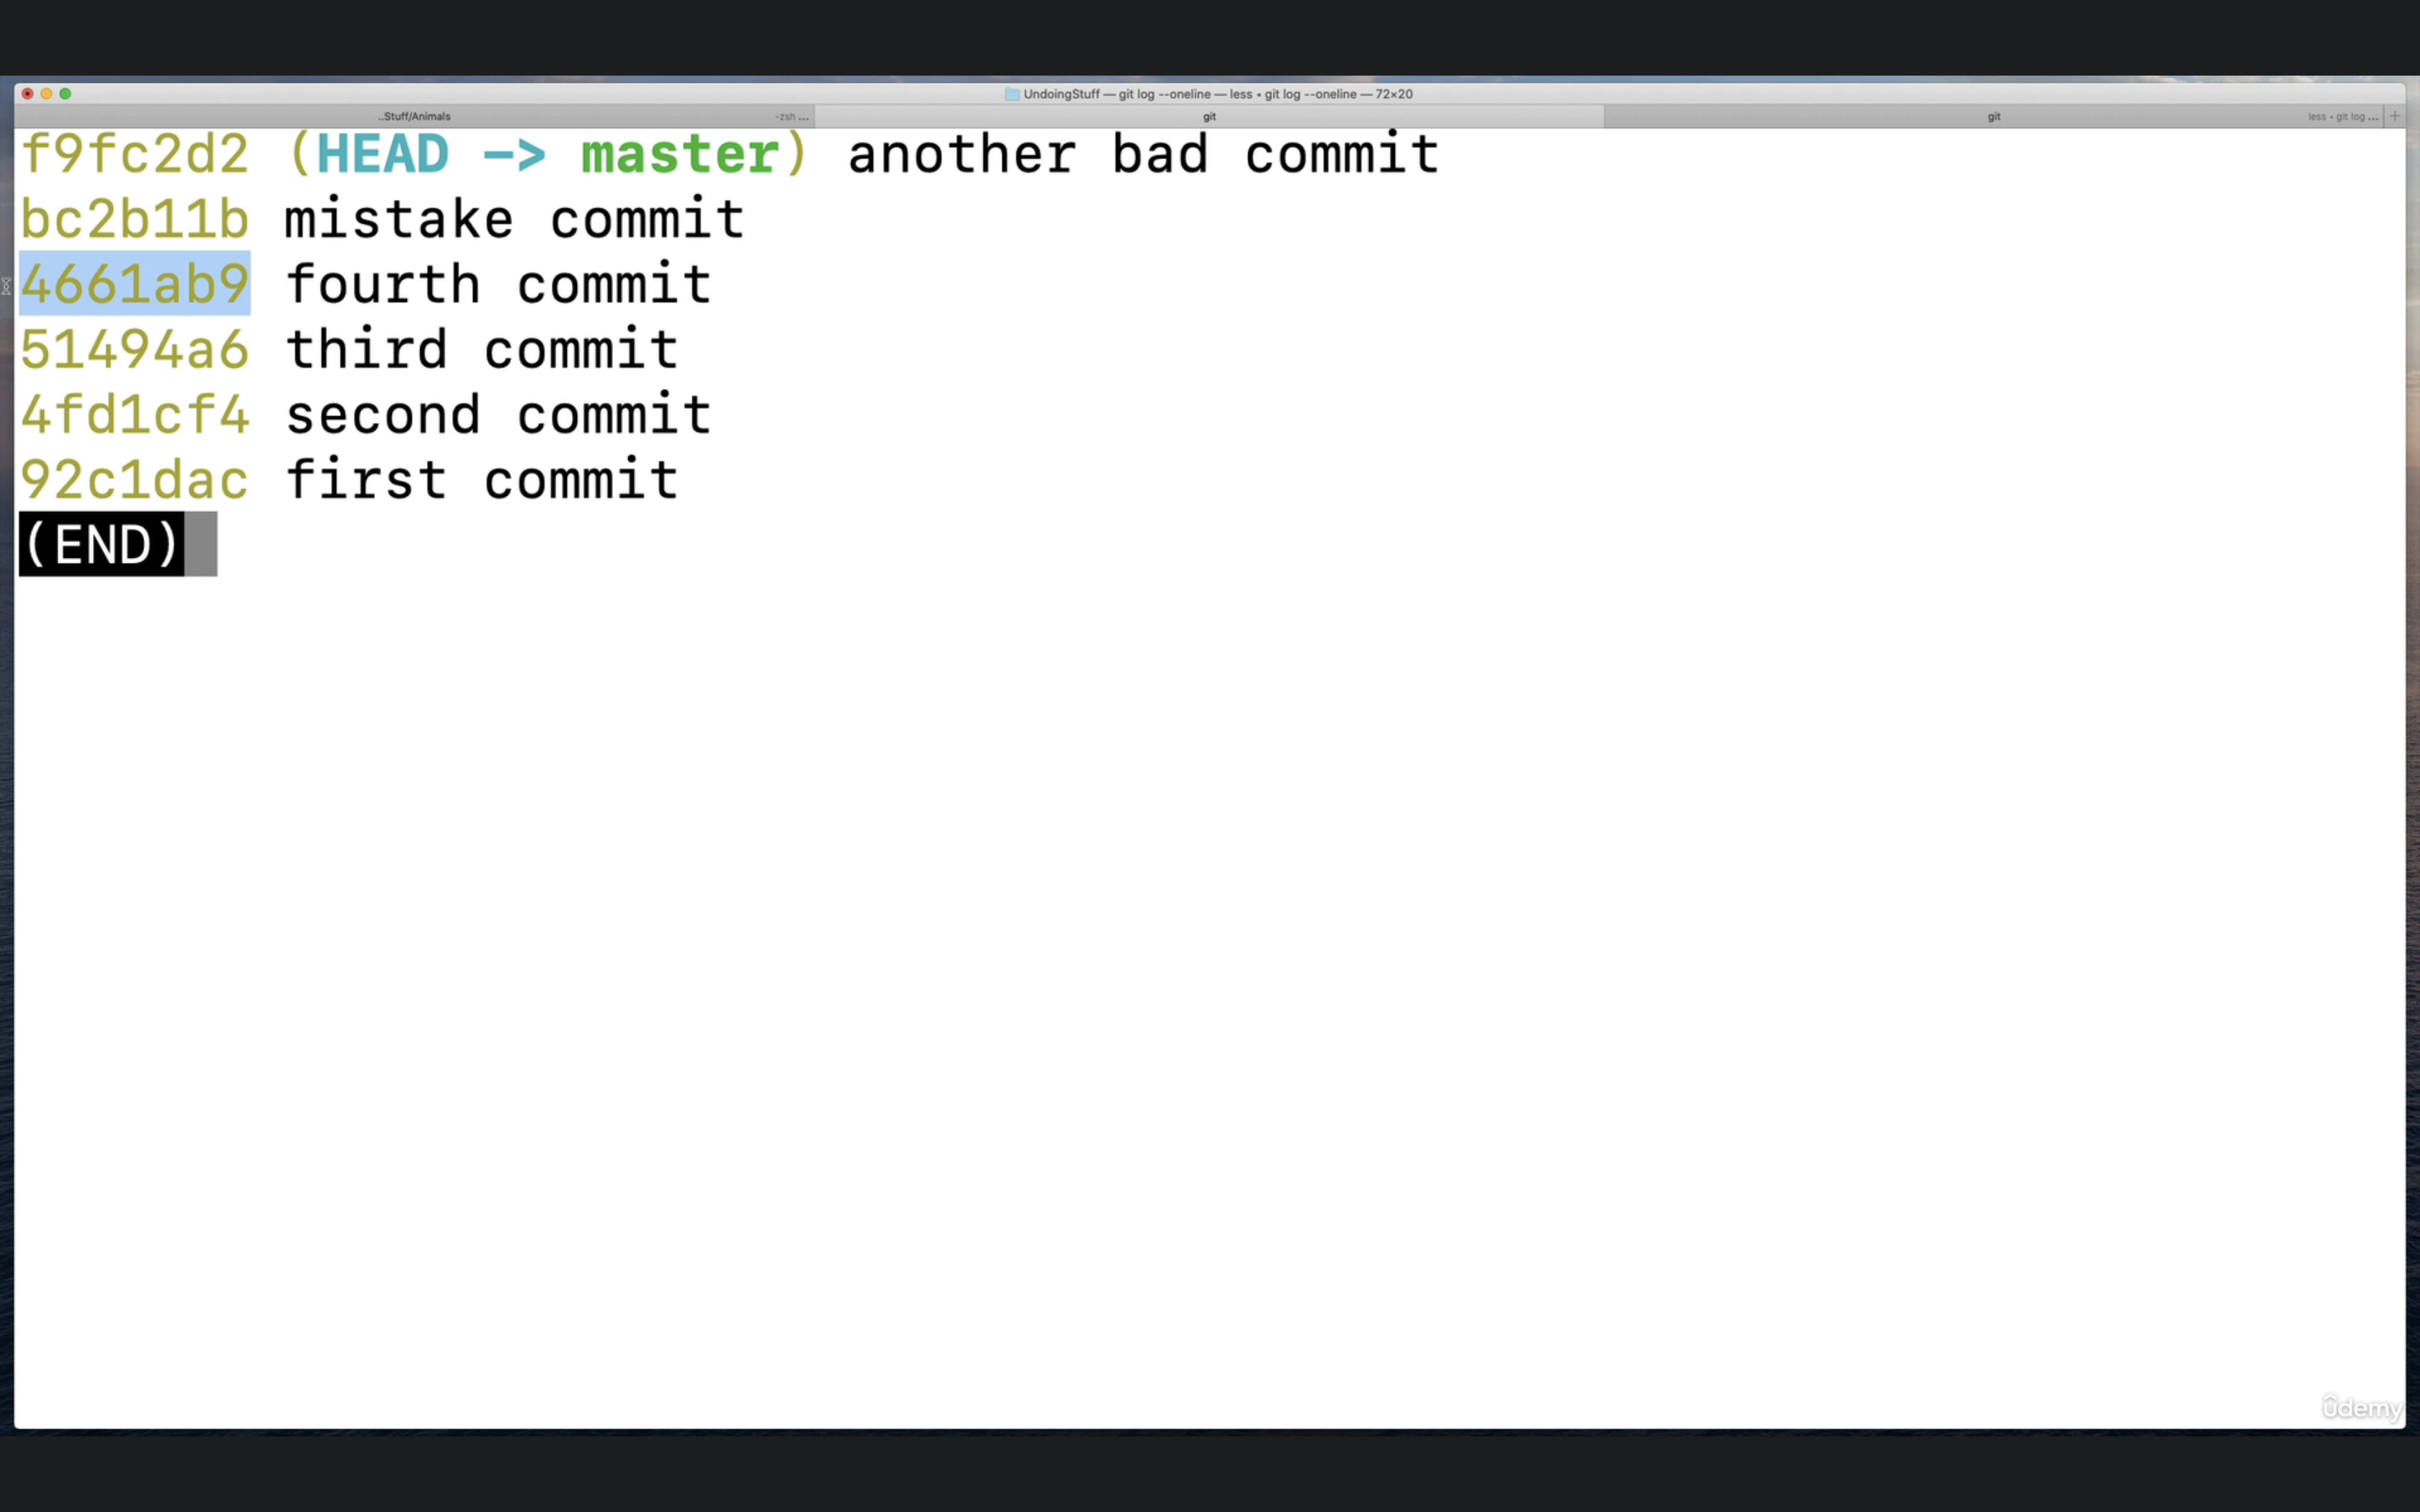 UndoingStuff — git log --oneline — less • git log --oneline — 72×20
..Stuff/Animals -zsh ... git git less • git log ... +
f9fc2d2 (HEAD -> master) another bad commit
bc2b11b mistake commit
4661ab9 fourth commit
51494a6 third commit
4fd1cf4 second commit
92c1dac first commit
(END)
udemy